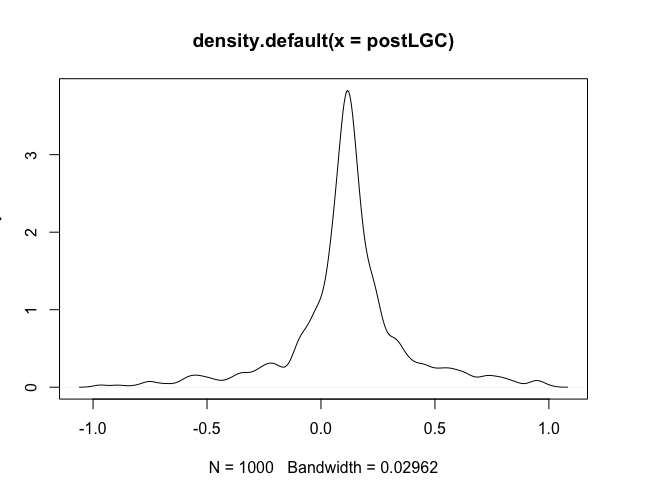 density.default(x = postLGC)
3
2
1
0
-1.0 -0.5 0.0 0.5 1.0
N = 1000 Bandwidth = 0.02962